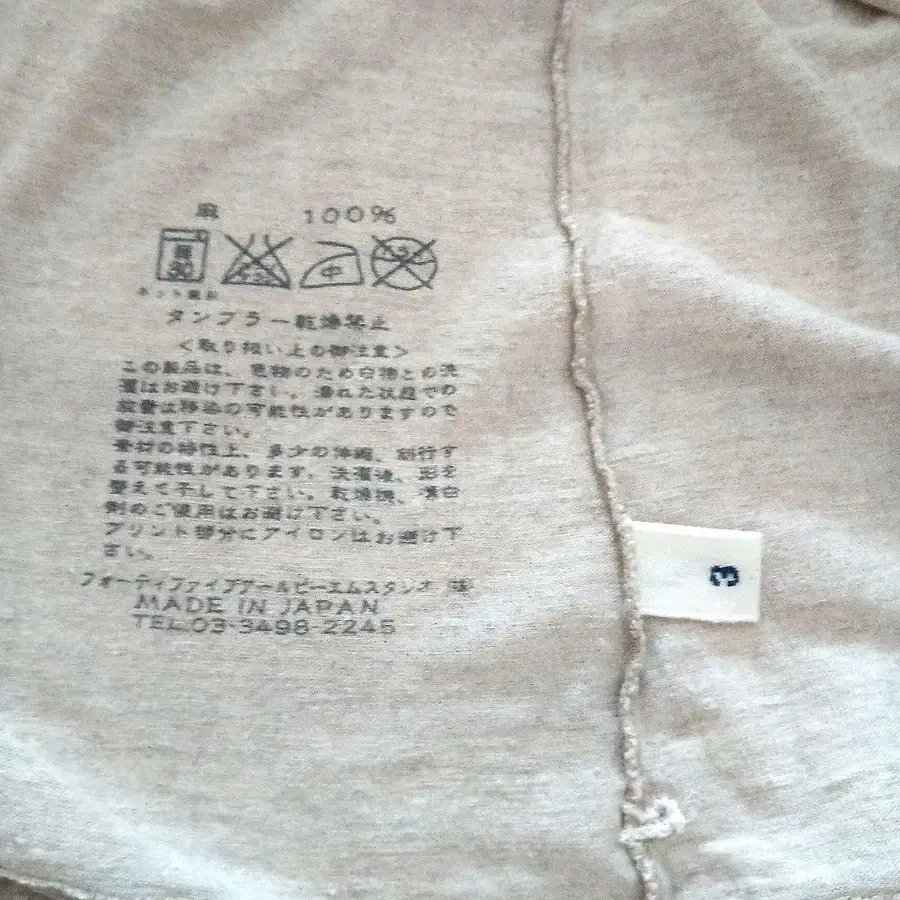 麻 100%
30
中
ネット使用
タンブラー乾燥禁止
＜取り扱い上の御注意＞
この製品は、色物のため白物との洗
濯はお避け下さい。濡れた状態での
放置は移染の可能性がありますので
御注意下さい。
素材の特性上、多少の伸縮、斜行す
る可能性があります。洗濯後、形を
整えて干して下さい。乾燥機、漂白
剤のご使用はお避け下さい。
プリント部分にアイロンはお避け下
さい。
フォーティファイブアールピーエムスタジオ(株)
MADE IN JAPAN
TEL.03-3498-2245
3